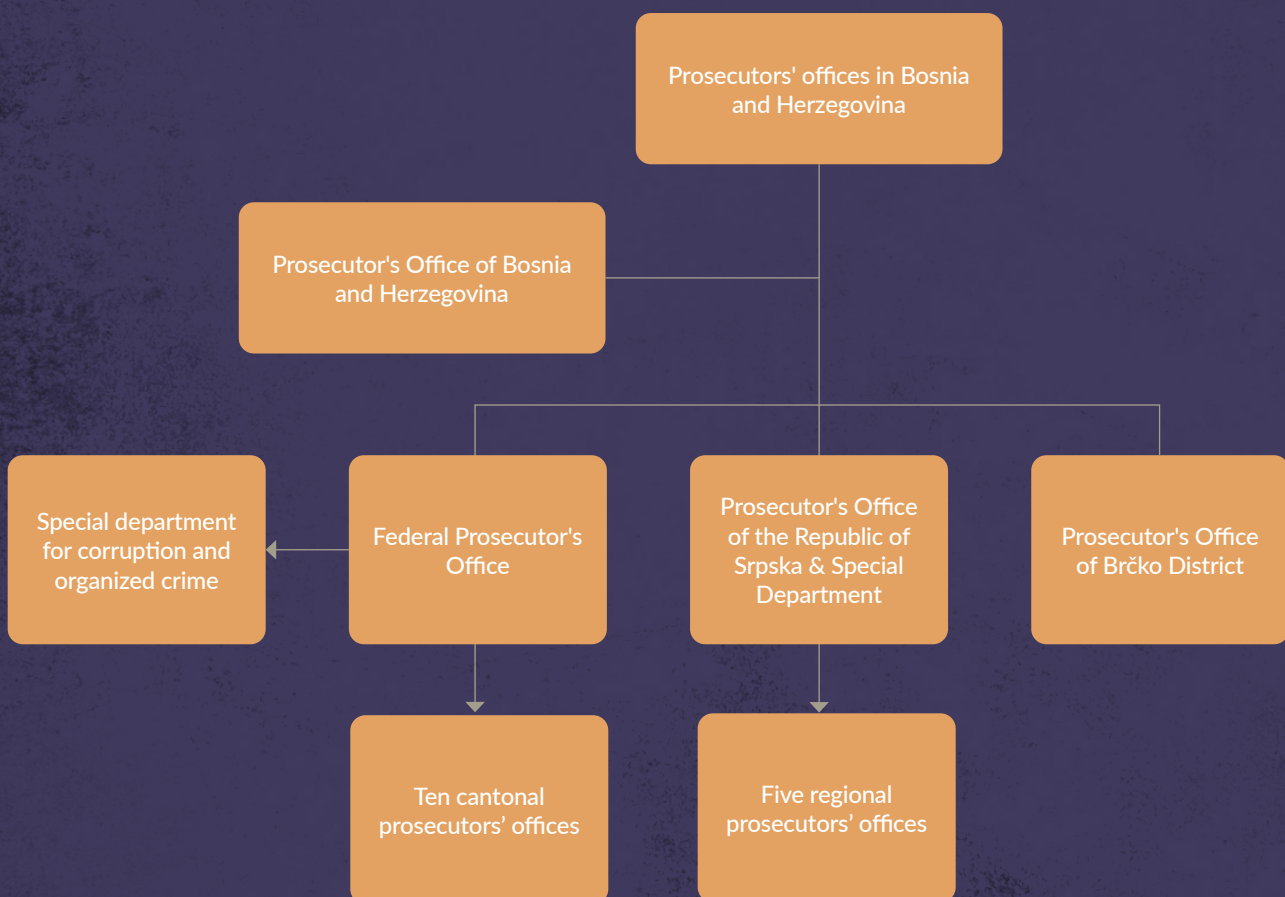 Prosecutors' offices in Bosnia
and Herzegovina
Prosecutor's Office of Bosnia
and Herzegovina
Special department
for corruption and
organized crime
Federal Prosecutor's
Office
Prosecutor's Office
of the Republic of
Srpska & Special
Department
Prosecutor's Office
of Brčko District
Ten cantonal
prosecutors’ offices
Five regional
prosecutors’ offices